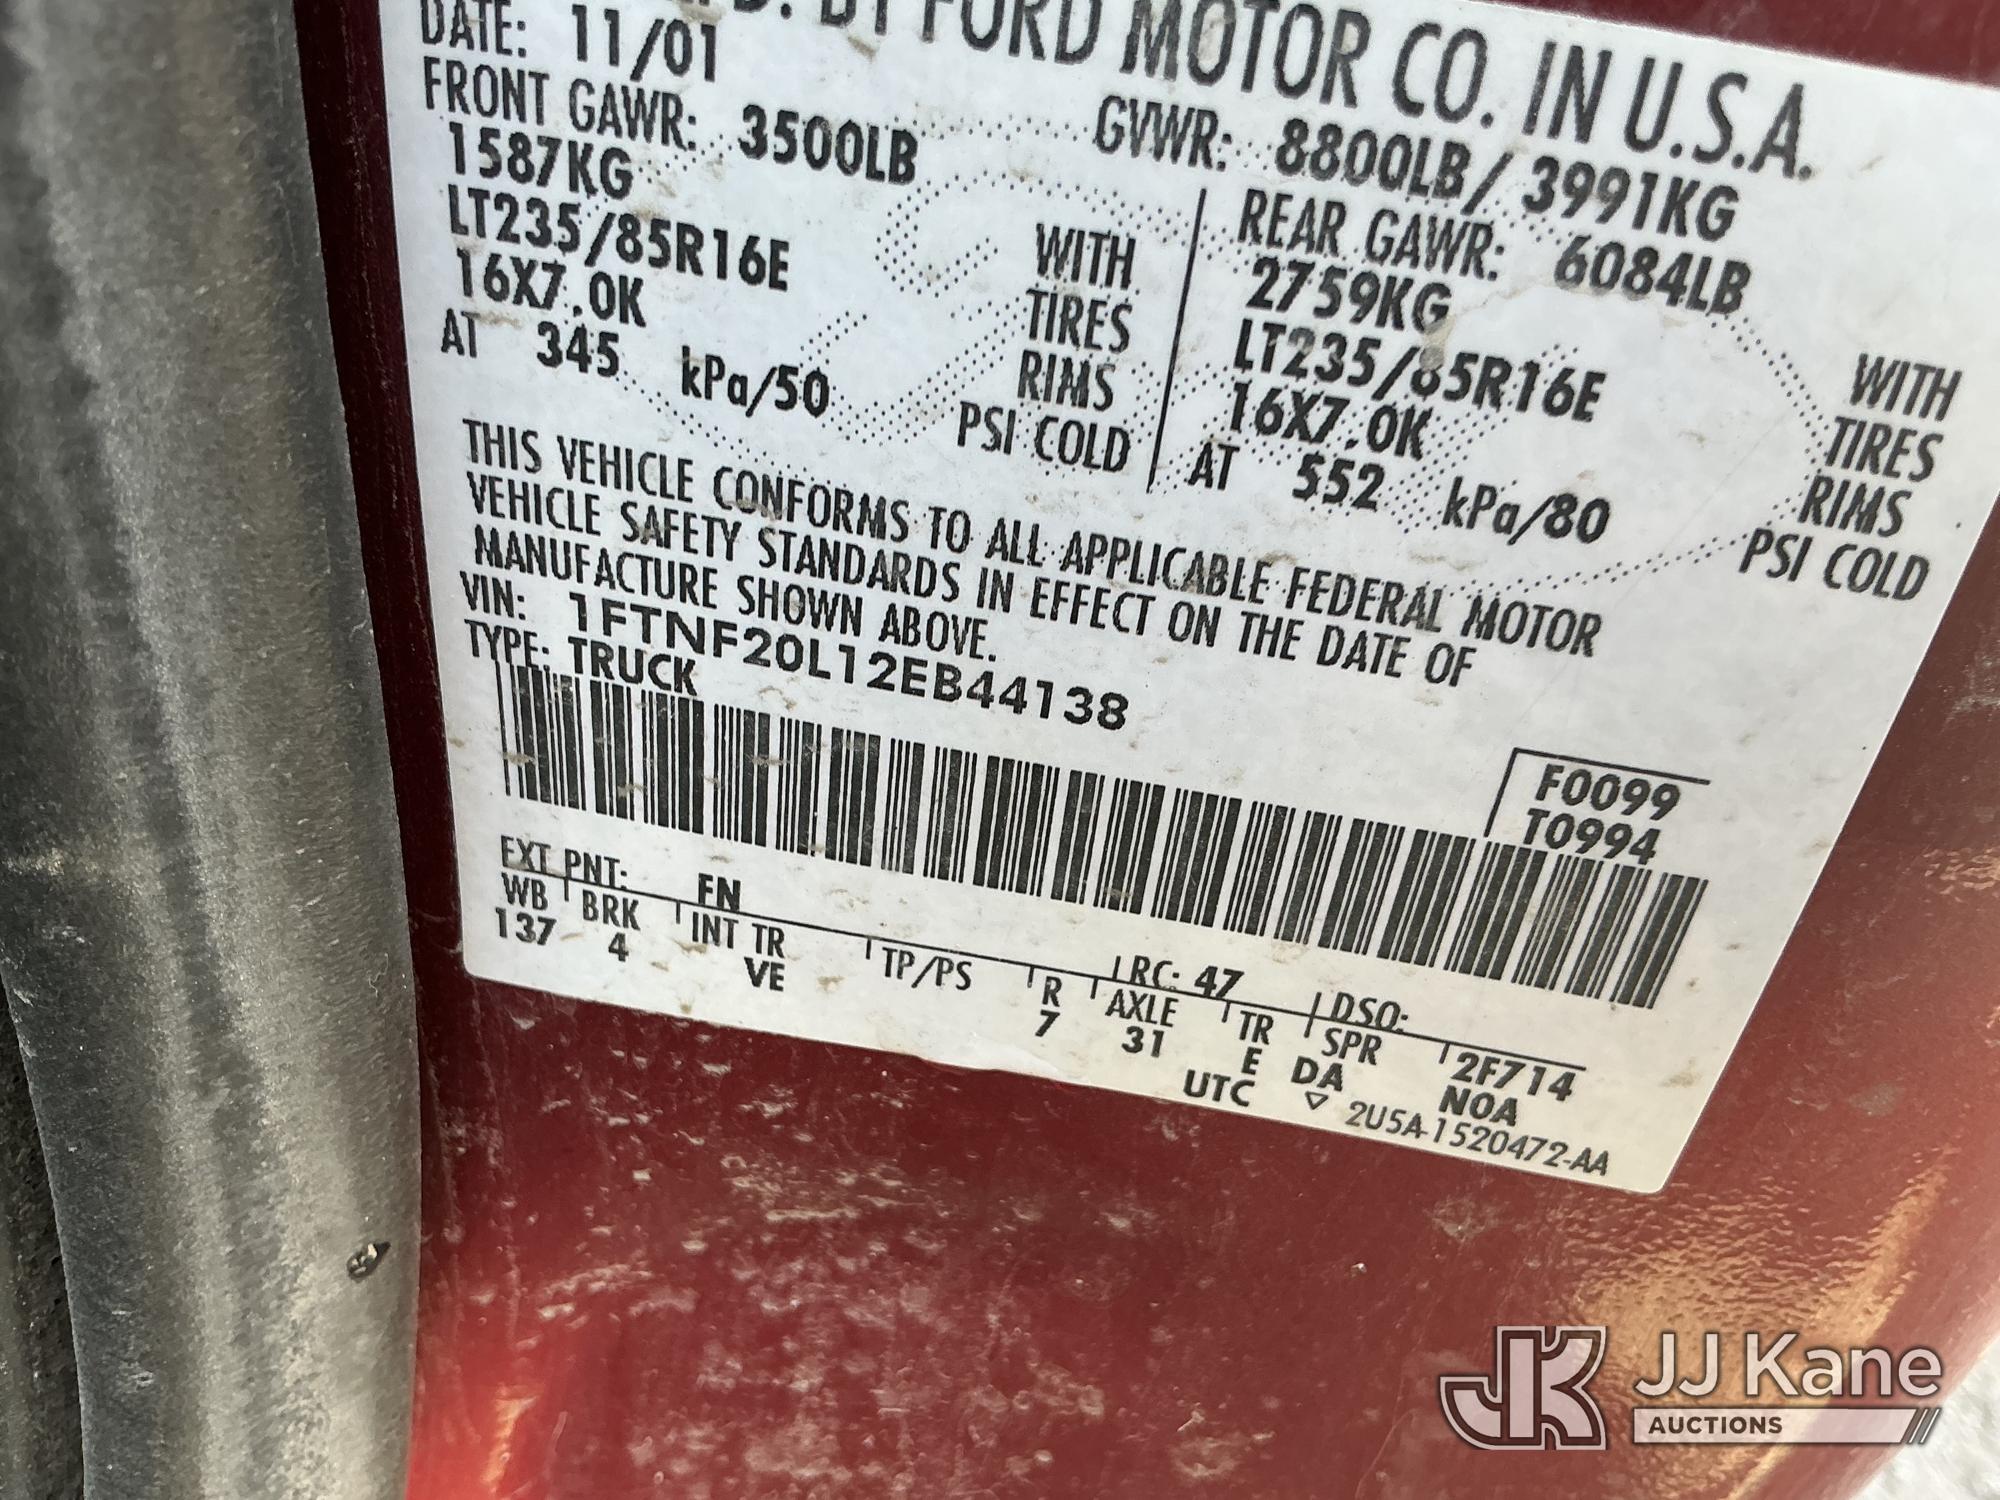 MFD. BY FORD MOTOR CO. IN U.S.A.
DATE: 11/01 GVWR: 8800LB/ 3991KG
FRONT GAWR: 3500LB REAR GAWR: 6084LB
1587KG WITH 2759KG WITH
LT235/85R16E TIRES LT235/85R16E TIRES
16X7.0K RIMS 16X7.0K RIMS
AT 345 kPa/50 PSI COLD AT 552 kPa/80 PSI COLD
THIS VEHICLE CONFORMS TO ALL APPLICABLE FEDERAL MOTOR
VEHICLE SAFETY STANDARDS IN EFFECT ON THE DATE OF
MANUFACTURE SHOWN ABOVE.
VIN: 1FTNF20L12EB44138
TYPE: TRUCK
F0099
T0994
EXT PNT: FN RC: 47 DSO:
WB BRK INT TR TP/PS R AXLE TR SPR 2F714
137 4 VE 7 31 E DA NOA
UTC ▽ 2U5A-1520472-AA
JK JJ Kane
AUCTIONS